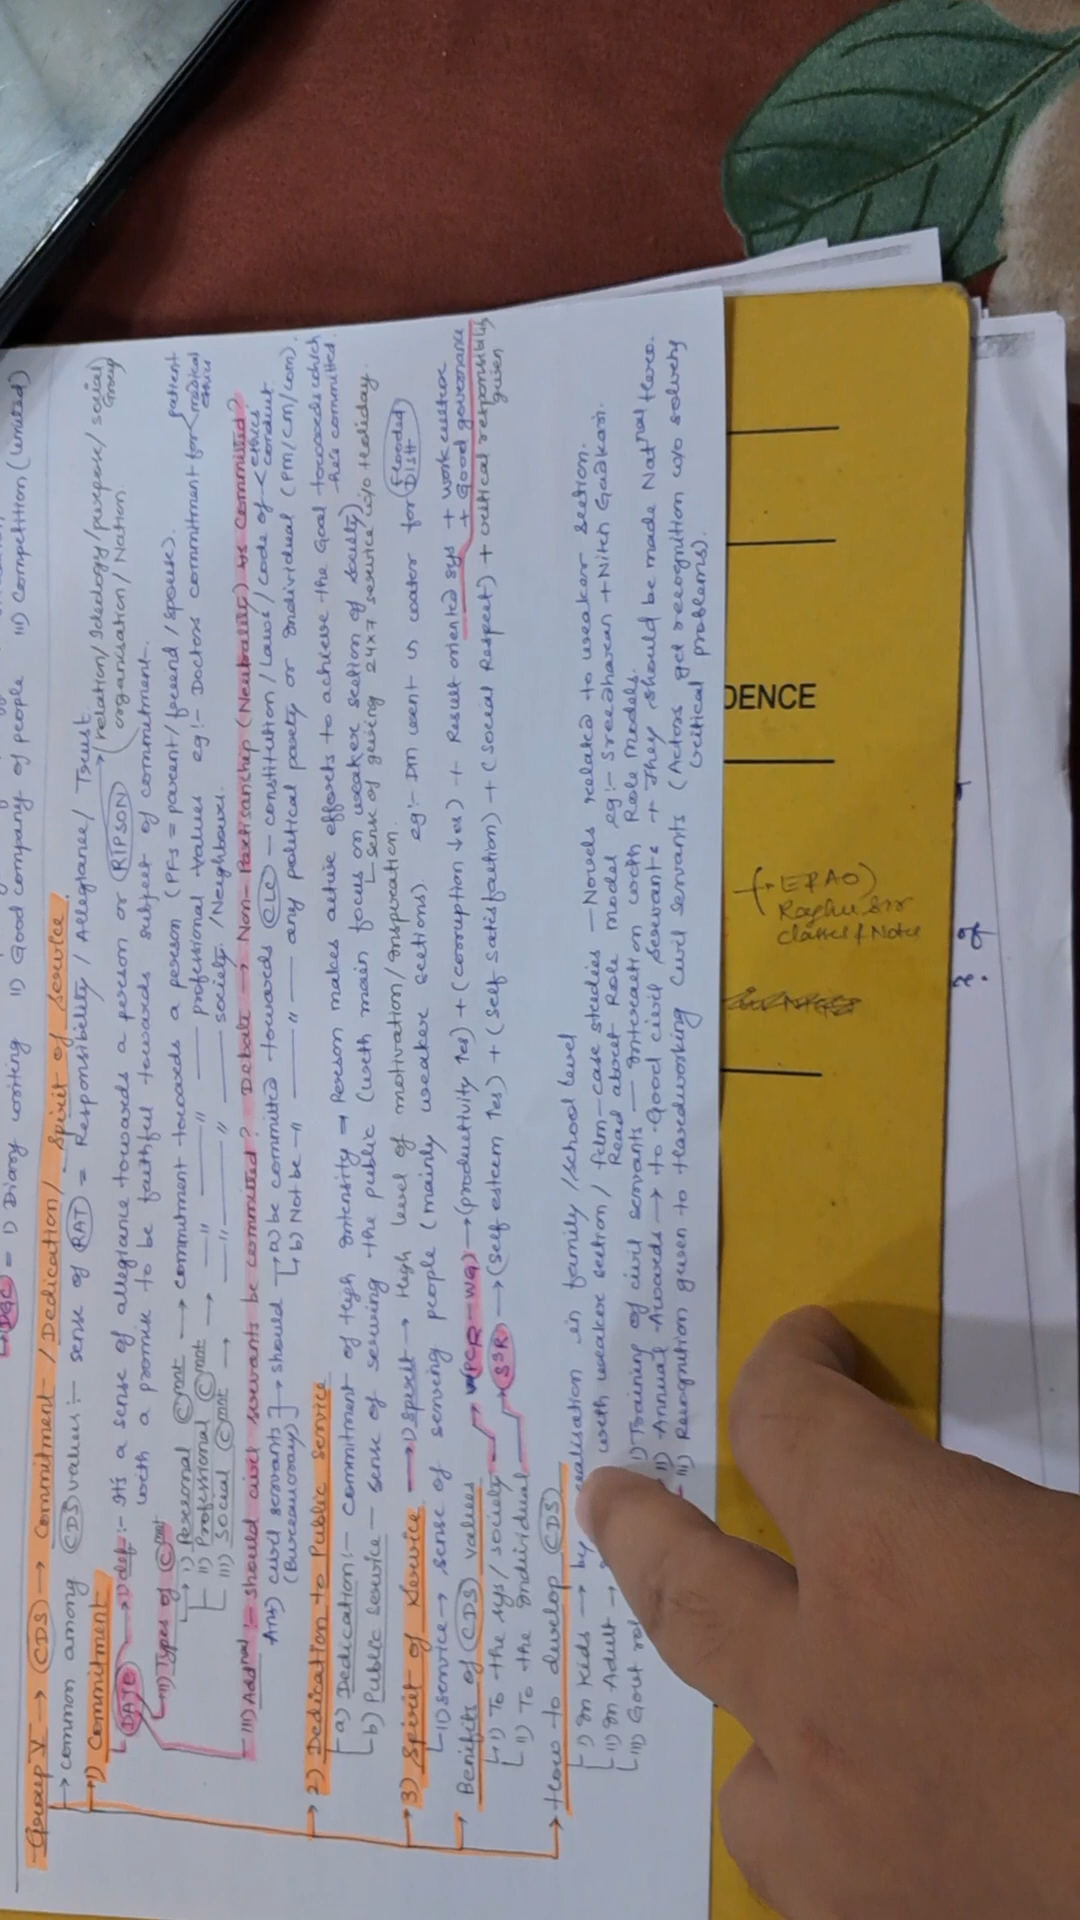 DGC = i) Diary writing ii) Good company of people iii) Competition (limited)
Group V → CDS → Commitment / Dedication / Spirit of Service.
→ common among CDS values :- sense of RAT = Responsibility / Allegiance / Trust.
1) Commitment
DATE → i) def :- It's a sense of allegiance towards a person or RIPSON → relation/Ideology/purpose/social Group
organisation / Nation
with a promise to be faithful towards subject of commitment.
ii) Types of Cmnt
i) Personal Cmnt → commitment towards a person (PFS = parent/friend/spouse).
ii) Professional Cmnt → —"— professional values eg :- Doctors commitment for patient
medical ethics
iii) Social Cmnt → —"— society / Neighbours.
iii) Adnal :- Should civil servants be committed? Debate → Non-Partisanship (Neutrality) vs Committed?
Ans) civil servants → should a) be committed towards CLC – constitution / Laws / code of ethics
conduct
(Bureaucracy) b) Not be —"— any political party or individual (PM/CM/Com).
2) Dedication to Public service
a) Dedication :- commitment of high intensity → Person makes active efforts to achieve the Goal towards which
he's committed.
b) Public Service – sense of serving the public (with main focus on weaker section of society)
sense of giving 24x7 service w/o holiday.
3) Spirit of Service → i) Spirit → High level of motivation / inspiration.
ii) service → sense of serving people (mainly weaker sections). eg :- DM went in water for Flooded DISTT
Benifits of CDS values
i) To the sys / society → PCR-WG → (productivity ↑es) + (corruption ↓es) + Result oriented sys + work culture
+ Good governance
ii) To the individual → S³R → (self esteem ↑es) + (self satisfaction) + (social Respect) + critical responsibility
given
How to develop CDS
i) In kids → by in family / school level
ii) In Adult → with weaker section / film – case studies – Novels related to weaker section.
Read about Role model eg :- Sreedharan + Nitin Gadkari.
iii) Govt i) Training of civil servants – interaction with Role Models.
ii) Annual Awards → to Good civil servants + They should be made Natnal Hero.
iii) Recognition given to Hardworking civil servants (Actors get recognition w/o solving
critical problems).
DENCE
Raghu Sir
classes & Notes